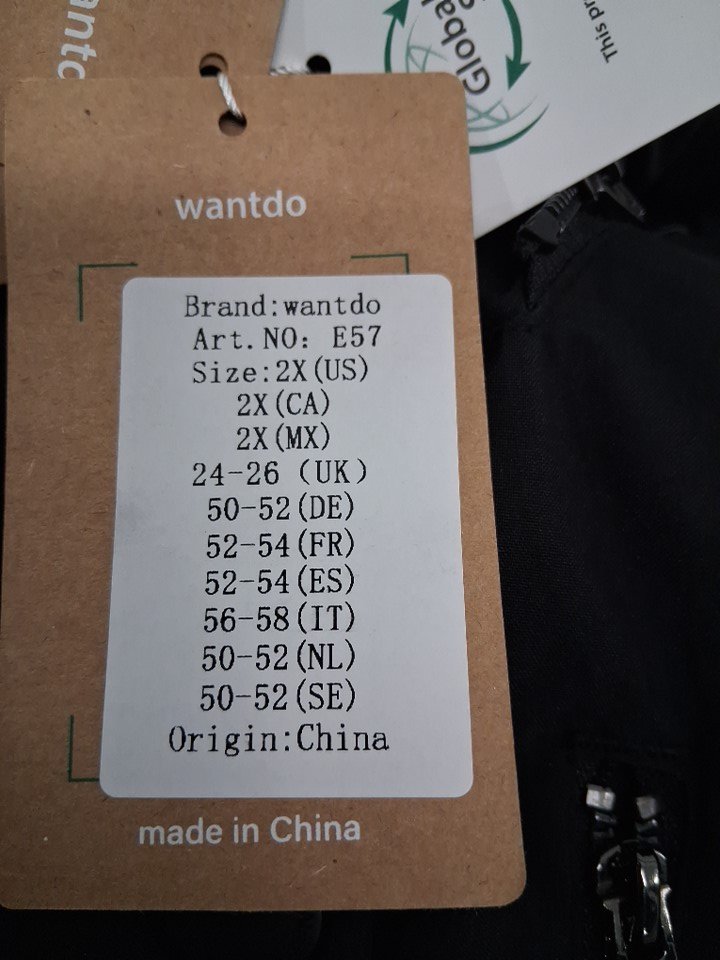 Global
This
wantdo
Brand:wantdo
Art.NO: E57
Size:2X(US)
2X(CA)
2X(MX)
24-26 (UK)
50-52(DE)
52-54(FR)
52-54(ES)
56-58(IT)
50-52(NL)
50-52(SE)
Origin:China
made in China